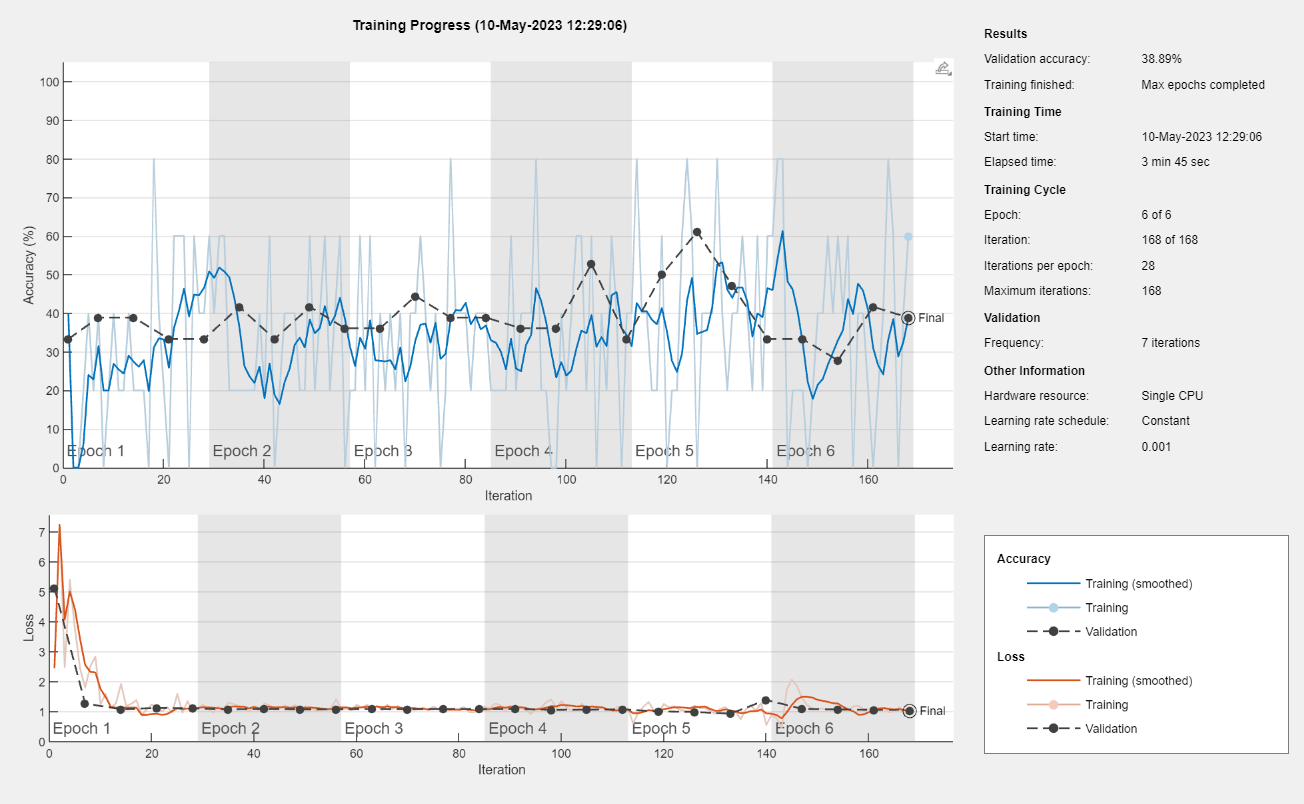 Training Progress (10-May-2023 12:29:06)
100
90
80
70
60
50
40
30
20
10
0
Accuracy (%)
Final
Epoch 1 Epoch 2 Epoch 3 Epoch 4 Epoch 5 Epoch 6
0 20 40 60 80 100 120 140 160
Iteration
7
6
5
4
3
2
1
0
Loss
Final
Epoch 1 Epoch 2 Epoch 3 Epoch 4 Epoch 5 Epoch 6
0 20 40 60 80 100 120 140 160
Iteration
Results
Validation accuracy: 38.89%
Training finished: Max epochs completed
Training Time
Start time: 10-May-2023 12:29:06
Elapsed time: 3 min 45 sec
Training Cycle
Epoch: 6 of 6
Iteration: 168 of 168
Iterations per epoch: 28
Maximum iterations: 168
Validation
Frequency: 7 iterations
Other Information
Hardware resource: Single CPU
Learning rate schedule: Constant
Learning rate: 0.001
Accuracy
Training (smoothed)
Training
Validation
Loss
Training (smoothed)
Training
Validation